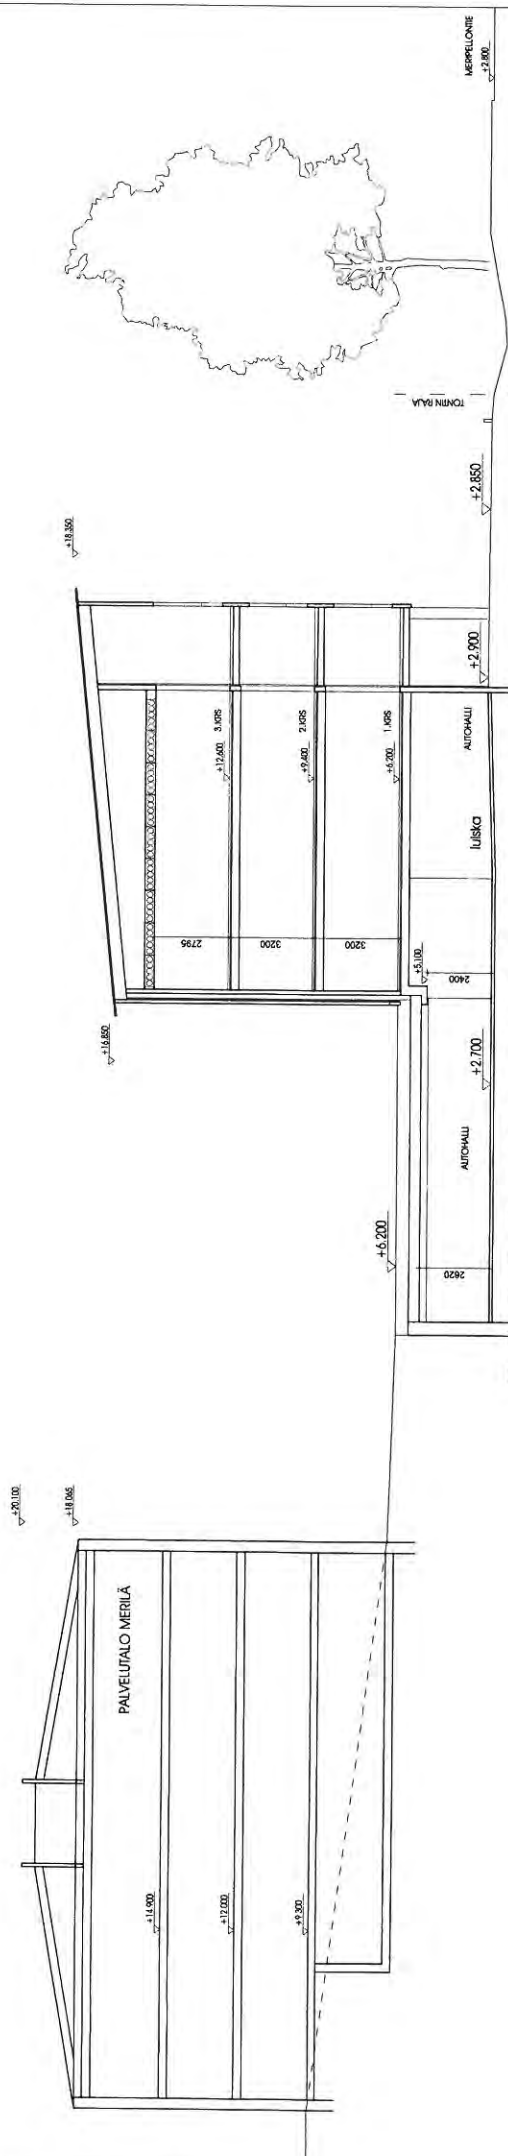 MERIPELLONTIE
+2.800
TONTIN RAJA
+2.850
+18.350
+2.900
3.KRS
+12.600
2.KRS
+9.400
1.KRS
+6.200
AUTOHALLI
luiska
2795
3200
3200
+5.100
2400
+16.850
+2.700
AUTOHALLI
+6.200
2620
+20.100
+18.065
PALVELUTALO MERILÄ
+14.900
+12.000
+9.300